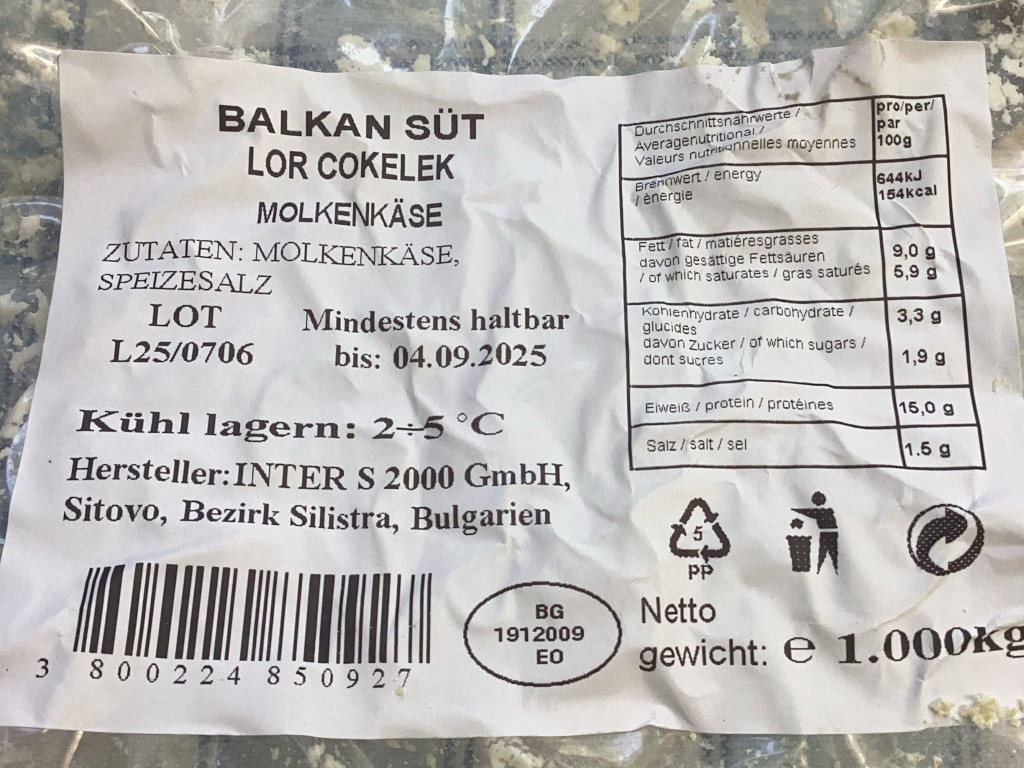 BALKAN SÜT
LOR COKELEK
MOLKENKÄSE
ZUTATEN: MOLKENKÄSE,
SPEIZESALZ
LOT
L25/0706
Mindestens haltbar
bis: 04.09.2025
Kühl lagern: 2÷5 °C
Hersteller:INTER S 2000 GmbH,
Sitovo, Bezirk Silistra, Bulgarien
3 800224 850927
BG
1912009
EO
Durchschnittsnährwerte /
Averagenutritional /
Valeurs nutritionnelles moyennes
pro/per/
par
100g
Brennwert / energy
/ ènergie
644kJ
154kcal
Fett / fat / matiéresgrasses
davon gesättige Fettsäuren
/ of which saturates / gras saturés
9,0 g
5,9 g
Kohlenhydrate / carbohydrate /
glucides
davon Zucker / of which sugars /
dont sucres
3,3 g
1,9 g
Eiweiß / protein / protéines
15,0 g
Salz / salt / sel
1.5 g
5
PP
Netto
gewicht: e 1.000kg